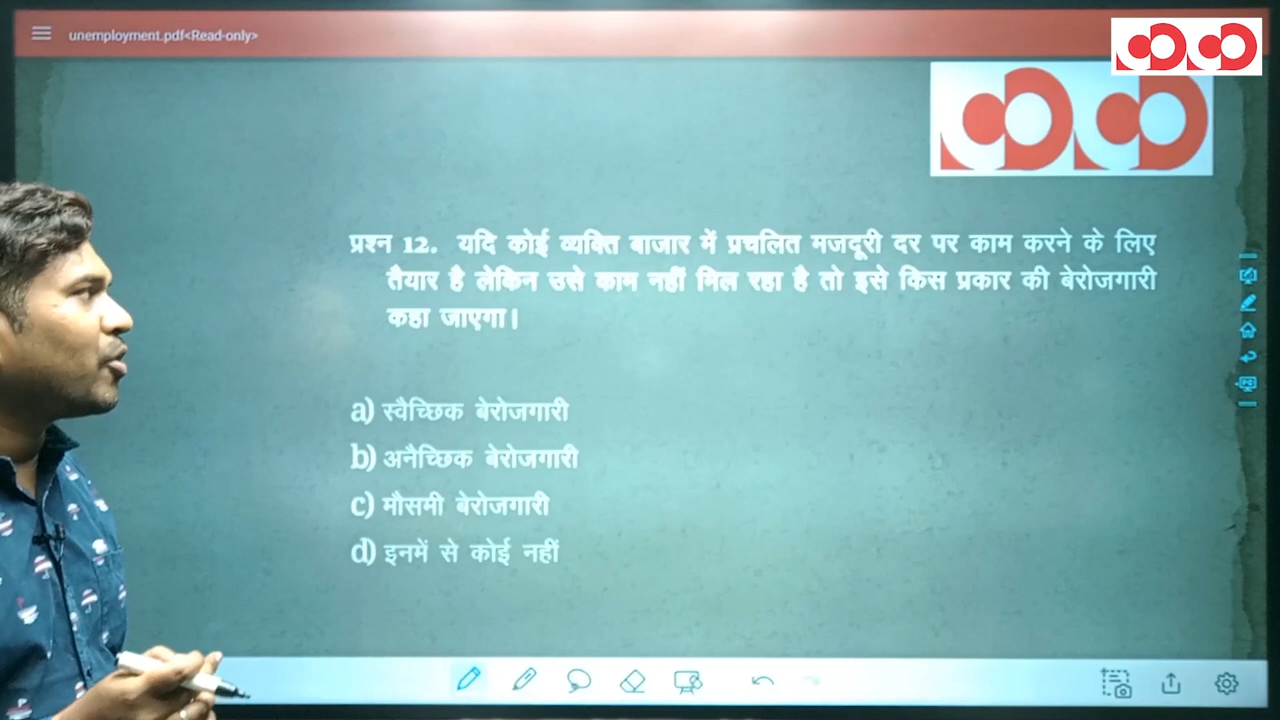 unemployment.pdf<Read-only>
प्रश्न 12. यदि कोई व्यक्ति बाजार में प्रचलित मजदूरी दर पर काम करने के लिए
तैयार है लेकिन उसे काम नहीं मिल रहा है तो इसे किस प्रकार की बेरोजगारी
कहा जाएगा।
a) स्वैच्छिक बेरोजगारी
b) अनैच्छिक बेरोजगारी
c) मौसमी बेरोजगारी
d) इनमें से कोई नहीं